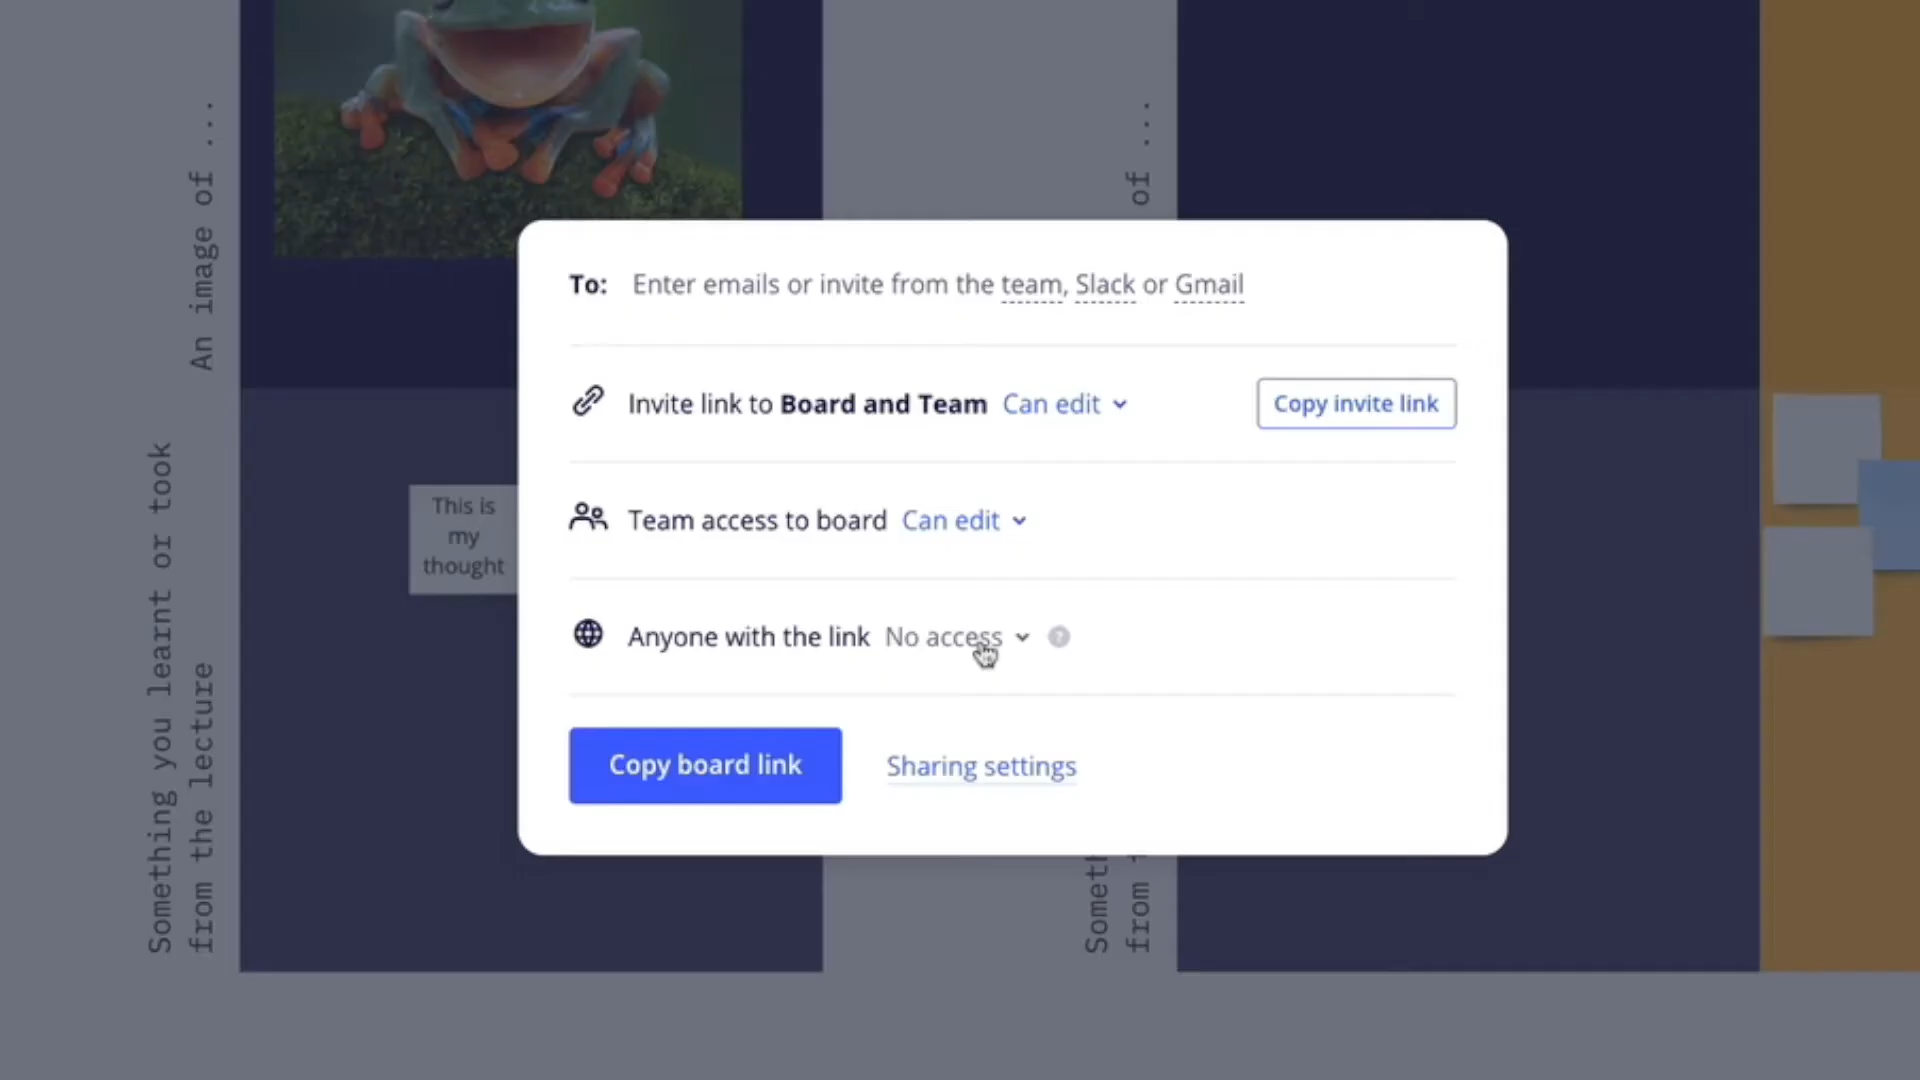 An image of ...
of ...
To: Enter emails or invite from the team, Slack or Gmail
Invite link to Board and Team Can edit
Copy invite link
This is
my
thought
Team access to board Can edit
Anyone with the link No access ?
Copy board link
Sharing settings
Something you learnt or took
from the lecture
Someth
from